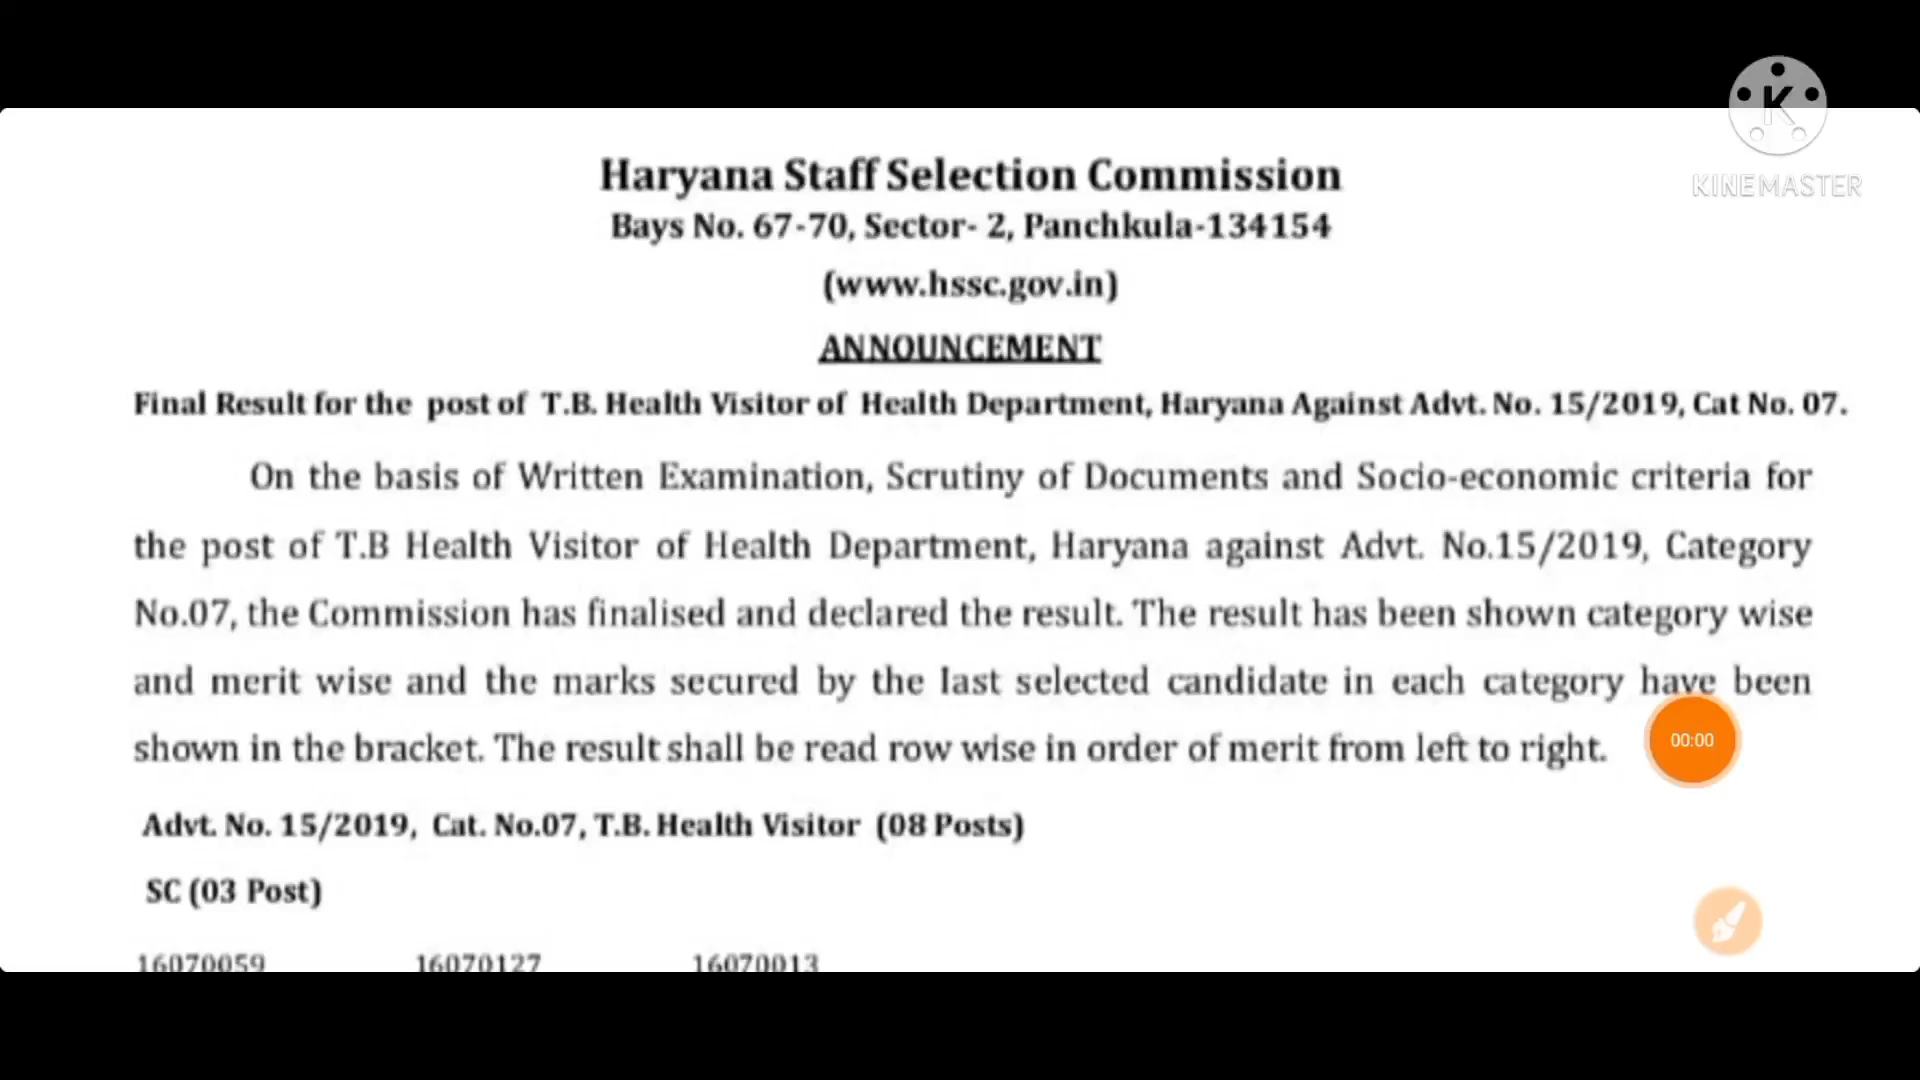 K
KINEMASTER
Haryana Staff Selection Commission
Bays No. 67-70, Sector- 2, Panchkula-134154
(www.hssc.gov.in)
ANNOUNCEMENT
Final Result for the post of T.B. Health Visitor of Health Department, Haryana Against Advt. No. 15/2019, Cat No. 07.
On the basis of Written Examination, Scrutiny of Documents and Socio-economic criteria for
the post of T.B Health Visitor of Health Department, Haryana against Advt. No.15/2019, Category
No.07, the Commission has finalised and declared the result. The result has been shown category wise
and merit wise and the marks secured by the last selected candidate in each category have been
shown in the bracket. The result shall be read row wise in order of merit from left to right.
00:00
Advt. No. 15/2019, Cat. No.07, T.B. Health Visitor (08 Posts)
SC (03 Post)
16070059 16070127 16070013